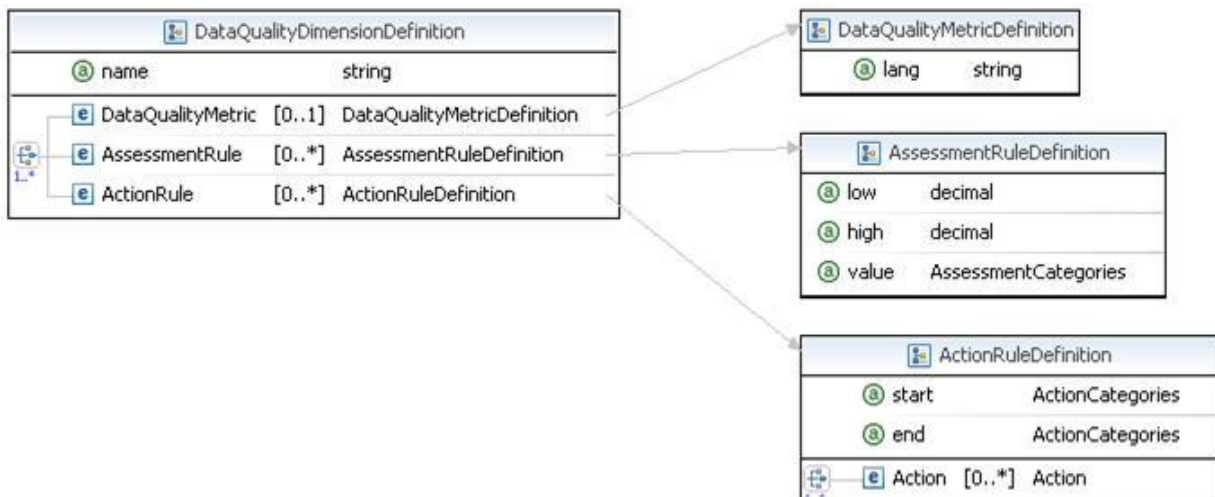 DataQualityDimensionDefinition
a name string
e DataQualityMetric [0..1] DataQualityMetricDefinition
e AssessmentRule [0..*] AssessmentRuleDefinition
1..*
e ActionRule [0..*] ActionRuleDefinition
DataQualityMetricDefinition
a lang string
AssessmentRuleDefinition
a low decimal
a high decimal
a value AssessmentCategories
ActionRuleDefinition
a start ActionCategories
a end ActionCategories
e Action [0..*] Action